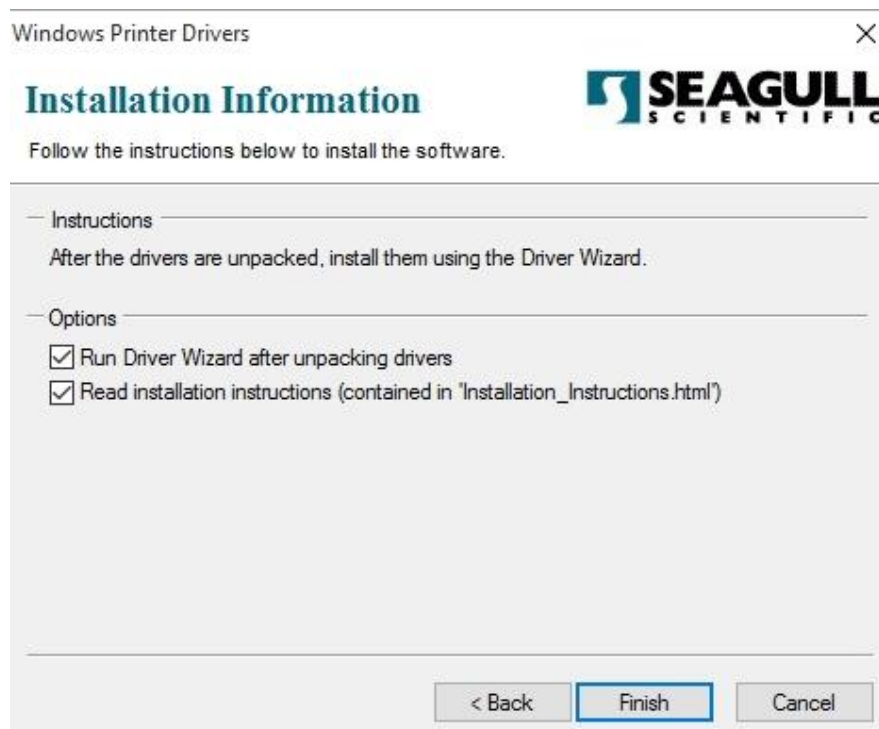 Windows Printer Drivers
Installation Information
SEAGULL
SCIENTIFIC
Follow the instructions below to install the software.
Instructions
After the drivers are unpacked, install them using the Driver Wizard.
Options
Run Driver Wizard after unpacking drivers
Read installation instructions (contained in 'Installation_Instructions.html')
< Back Finish Cancel